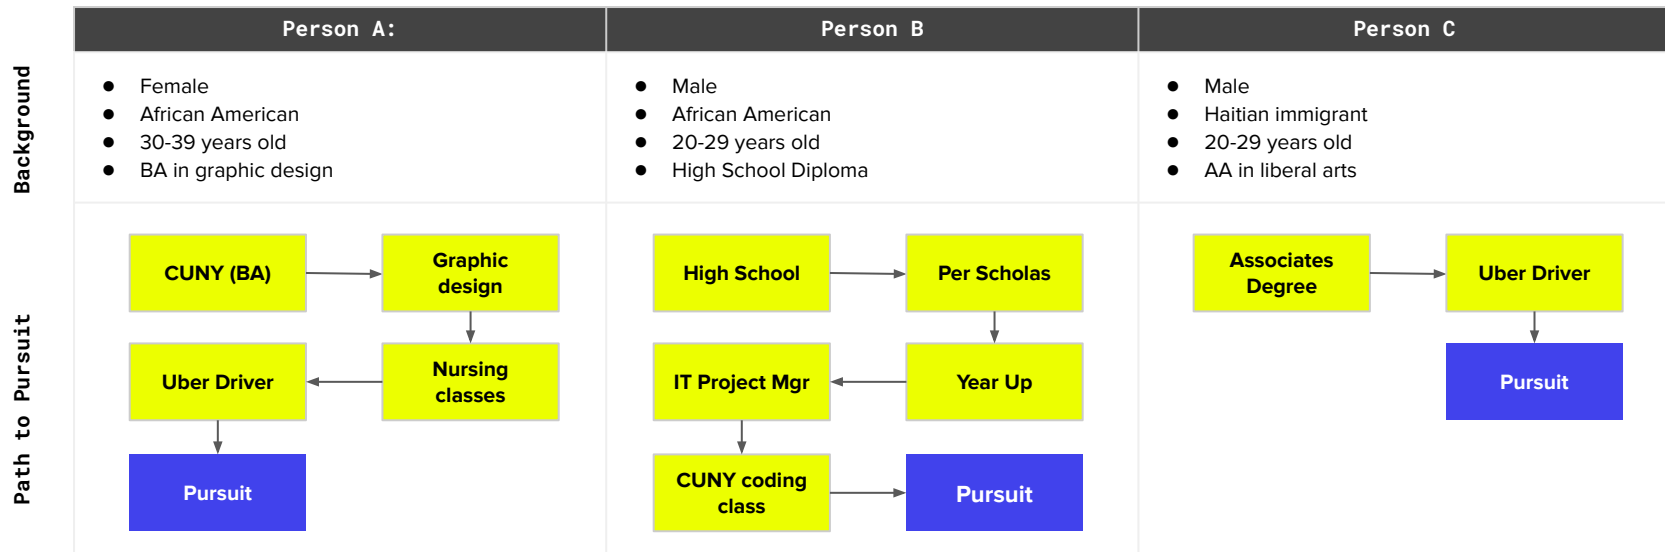 Person A:
Person B
Person C
Background
Female
African American
30-39 years old
BA in graphic design
Male
African American
20-29 years old
High School Diploma
Male
Haitian immigrant
20-29 years old
AA in liberal arts
Path to Pursuit
CUNY (BA)
Graphic
design
Nursing
classes
Uber Driver
Pursuit
High School
Per Scholas
Year Up
IT Project Mgr
CUNY coding
class
Pursuit
Associates
Degree
Uber Driver
Pursuit